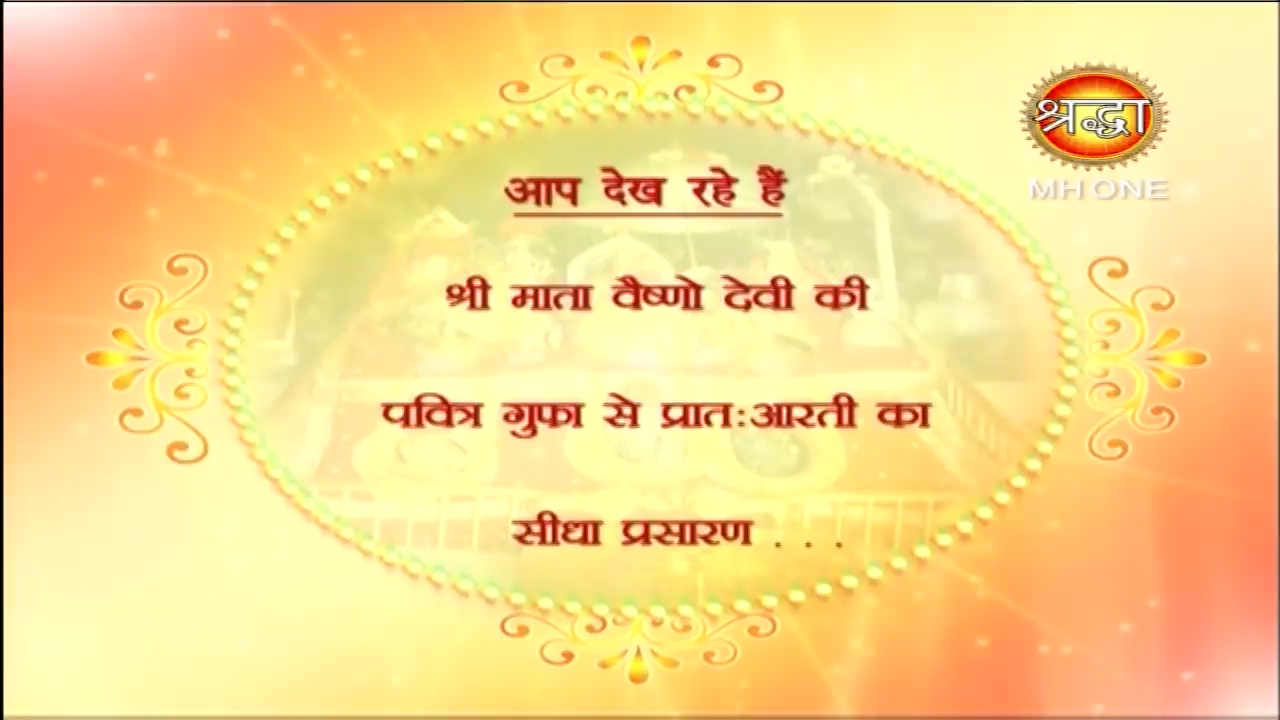 श्रद्धा
MH ONE
आप देख रहे हैं
श्री माता वैष्णो देवी की
पवित्र गुफा से प्रातःआरती का
सीधा प्रसारण . . .